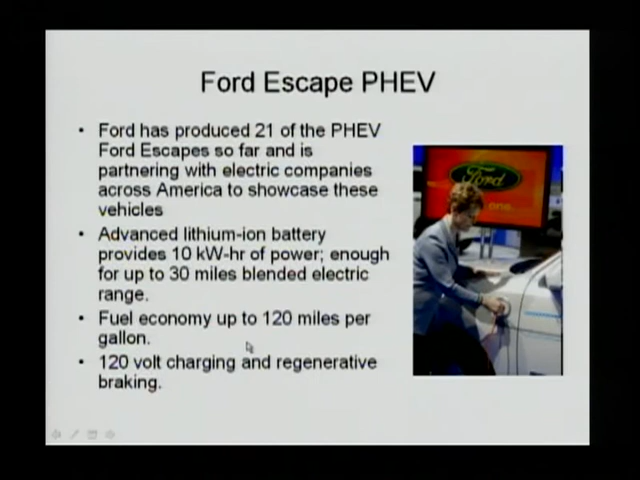 Ford Escape PHEV
• Ford has produced 21 of the PHEV
Ford Escapes so far and is
partnering with electric companies
across America to showcase these
vehicles
• Advanced lithium-ion battery
provides 10 kW-hr of power; enough
for up to 30 miles blended electric
range.
• Fuel economy up to 120 miles per
gallon.
• 120 volt charging and regenerative
braking.
Ford
one.